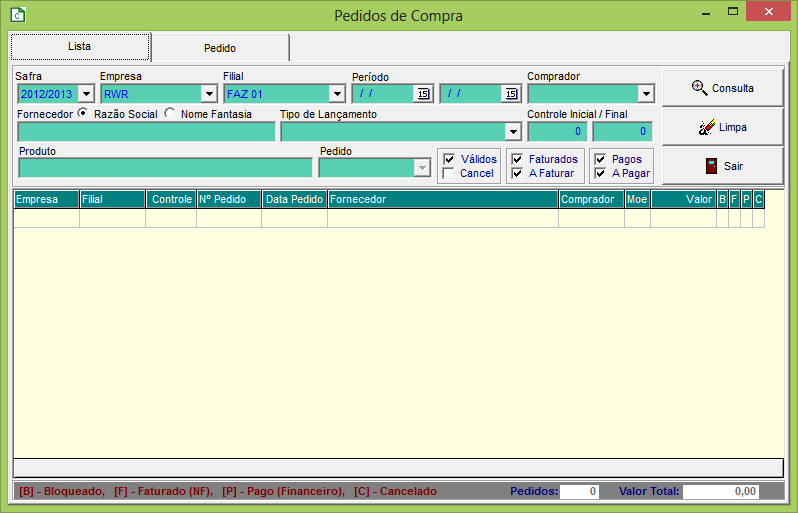 Pedidos de Compra
Lista Pedido
Safra Empresa Filial Período Comprador
2012/2013 RWR FAZ 01 / / 15 / / 15
Consulta
Fornecedor Razão Social Nome Fantasia Tipo de Lançamento Controle Inicial / Final
0 0
Limpa
Produto Pedido
Válidos Faturados Pagos
Cancel A Faturar A Pagar
Sair
Empresa Filial Controle Nº Pedido Data Pedido Fornecedor Comprador Moe Valor B F P C
[B] - Bloqueado, [F] - Faturado (NF), [P] - Pago (Financeiro), [C] - Cancelado Pedidos: 0 Valor Total: 0,00